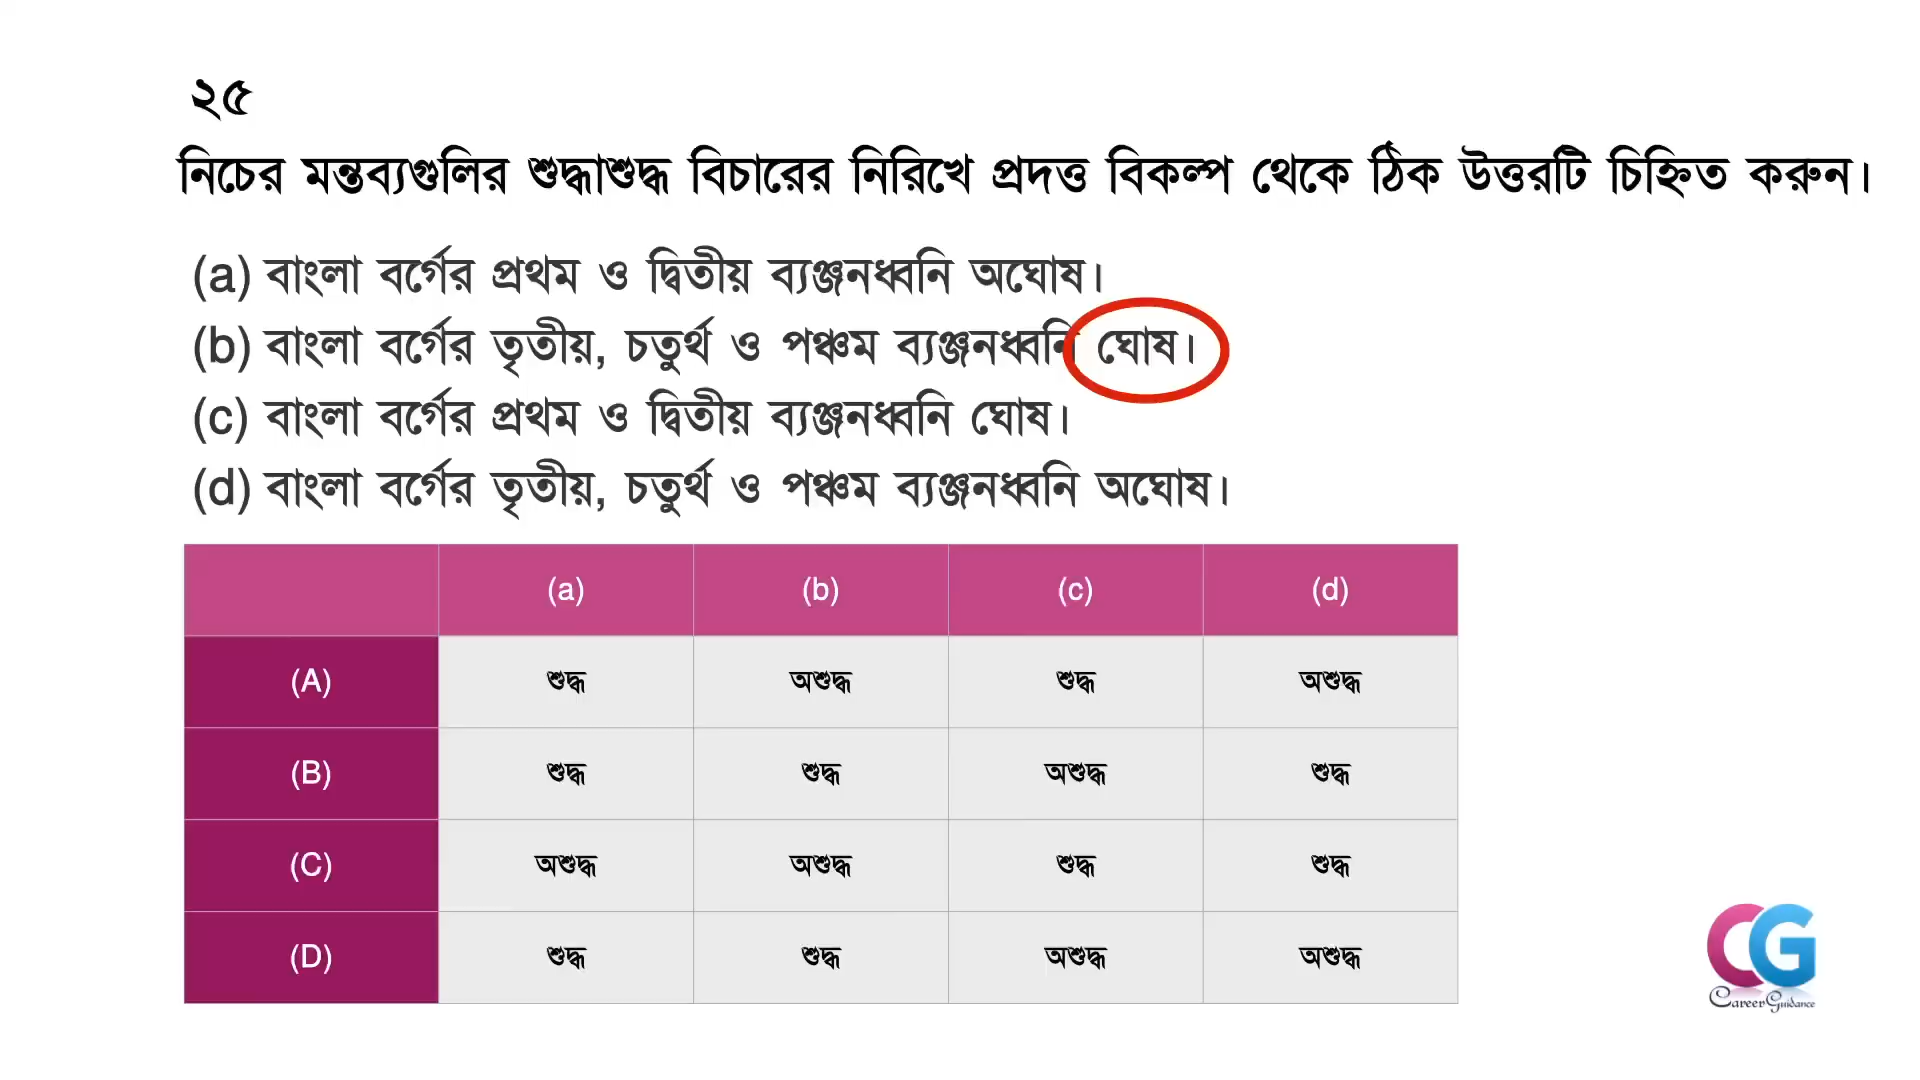 ২৫
নিচের মন্তব্যগুলির শুদ্ধাশুদ্ধ বিচারের নিরিখে প্রদত্ত বিকল্প থেকে ঠিক উত্তরটি চিহ্নিত করুন।
(a) বাংলা বর্গের প্রথম ও দ্বিতীয় ব্যঞ্জনধ্বনি অঘোষ।
(b) বাংলা বর্গের তৃতীয়, চতুর্থ ও পঞ্চম ব্যঞ্জনধ্বনি ঘোষ।
(c) বাংলা বর্গের প্রথম ও দ্বিতীয় ব্যঞ্জনধ্বনি ঘোষ।
(d) বাংলা বর্গের তৃতীয়, চতুর্থ ও পঞ্চম ব্যঞ্জনধ্বনি অঘোষ।
(a) (b) (c) (d)
(A) শুদ্ধ অশুদ্ধ শুদ্ধ অশুদ্ধ
(B) শুদ্ধ শুদ্ধ অশুদ্ধ শুদ্ধ
(C) অশুদ্ধ অশুদ্ধ শুদ্ধ শুদ্ধ
(D) শুদ্ধ শুদ্ধ অশুদ্ধ অশুদ্ধ
CG
Career Guidance